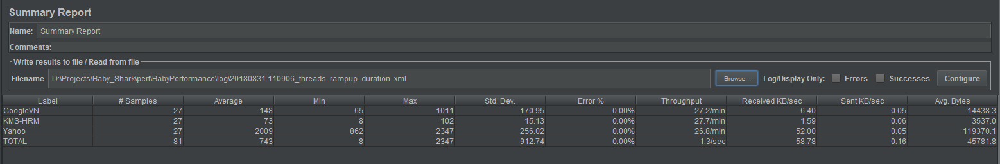 Summary Report
Name: Summary Report
Comments:
Write results to file / Read from file
Filename D:\Projects\Baby_Shark\perf\BabyPerformance\log\20180831.110906_threads..rampup..duration..xml Browse... Log/Display Only: Errors Successes Configure
Label # Samples Average Min Max Std. Dev. Error % Throughput Received KB/sec Sent KB/sec Avg. Bytes
GoogleVN 27 148 65 1011 170.95 0.00% 27.2/min 6.40 0.05 14438.3
KMS-HRM 27 73 8 102 15.13 0.00% 27.7/min 1.59 0.06 3537.0
Yahoo 27 2009 862 2347 256.02 0.00% 26.8/min 52.00 0.05 119370.1
TOTAL 81 743 8 2347 912.74 0.00% 1.3/sec 58.78 0.16 45781.8